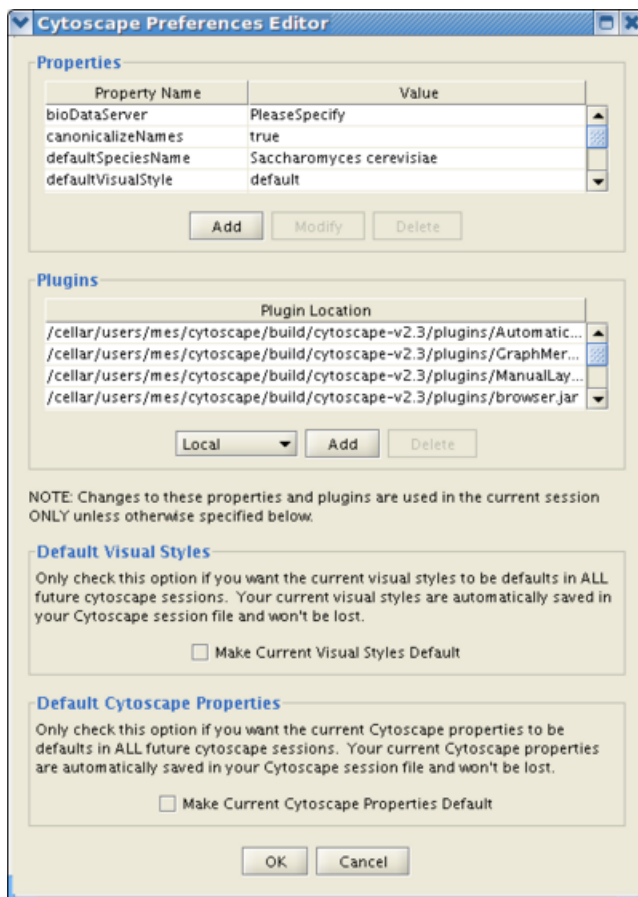 Cytoscape Preferences Editor
Properties
Property Name Value
bioDataServer PleaseSpecify
canonicalizeNames true
defaultSpeciesName Saccharomyces cerevisiae
defaultVisualStyle default
Add Modify Delete
Plugins
Plugin Location
/cellar/users/mes/cytoscape/build/cytoscape-v2.3/plugins/Automatic...
/cellar/users/mes/cytoscape/build/cytoscape-v2.3/plugins/GraphMer...
/cellar/users/mes/cytoscape/build/cytoscape-v2.3/plugins/ManualLay...
/cellar/users/mes/cytoscape/build/cytoscape-v2.3/plugins/browser.jar
Local Add Delete
NOTE: Changes to these properties and plugins are used in the current session
ONLY unless otherwise specified below.
Default Visual Styles
Only check this option if you want the current visual styles to be defaults in ALL
future cytoscape sessions. Your current visual styles are automatically saved in
your Cytoscape session file and won't be lost.
Make Current Visual Styles Default
Default Cytoscape Properties
Only check this option if you want the current Cytoscape properties to be
defaults in ALL future cytoscape sessions. Your current Cytoscape properties
are automatically saved in your Cytoscape session file and won't be lost.
Make Current Cytoscape Properties Default
OK Cancel